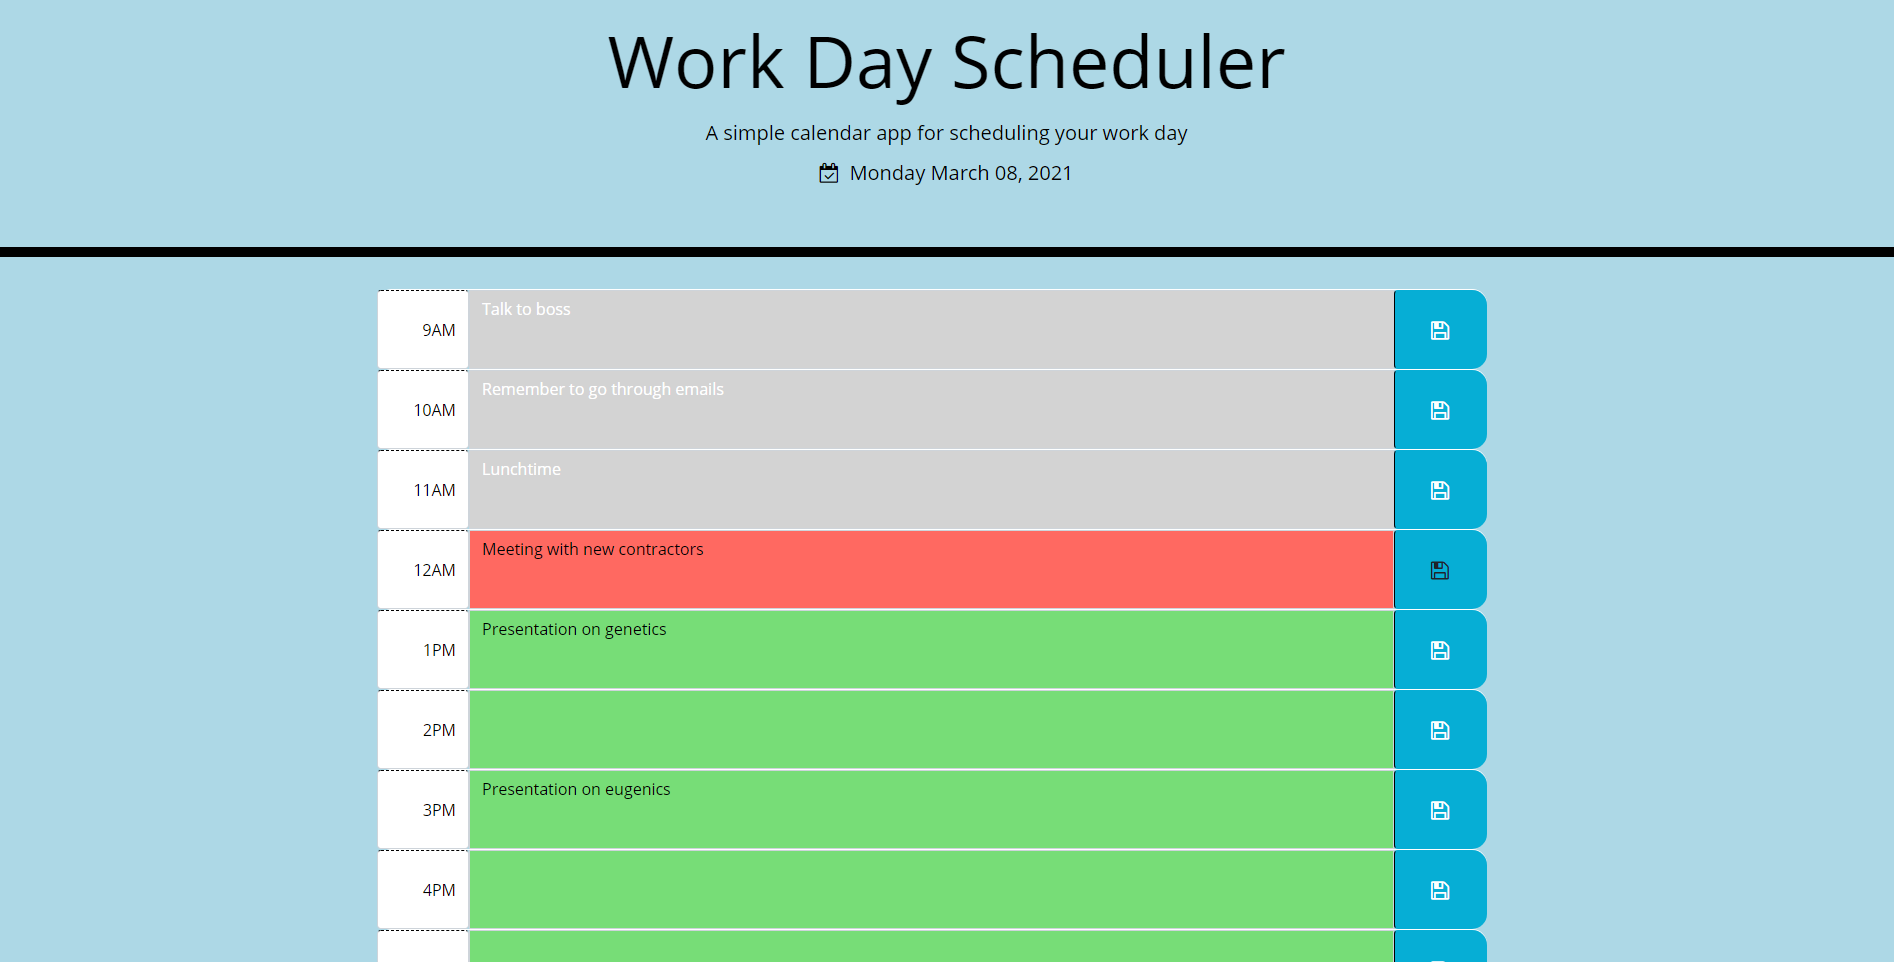 Work Day Scheduler
A simple calendar app for scheduling your work day
Monday March 08, 2021
9AM Talk to boss
10AM Remember to go through emails
11AM Lunchtime
12AM Meeting with new contractors
1PM Presentation on genetics
2PM
3PM Presentation on eugenics
4PM